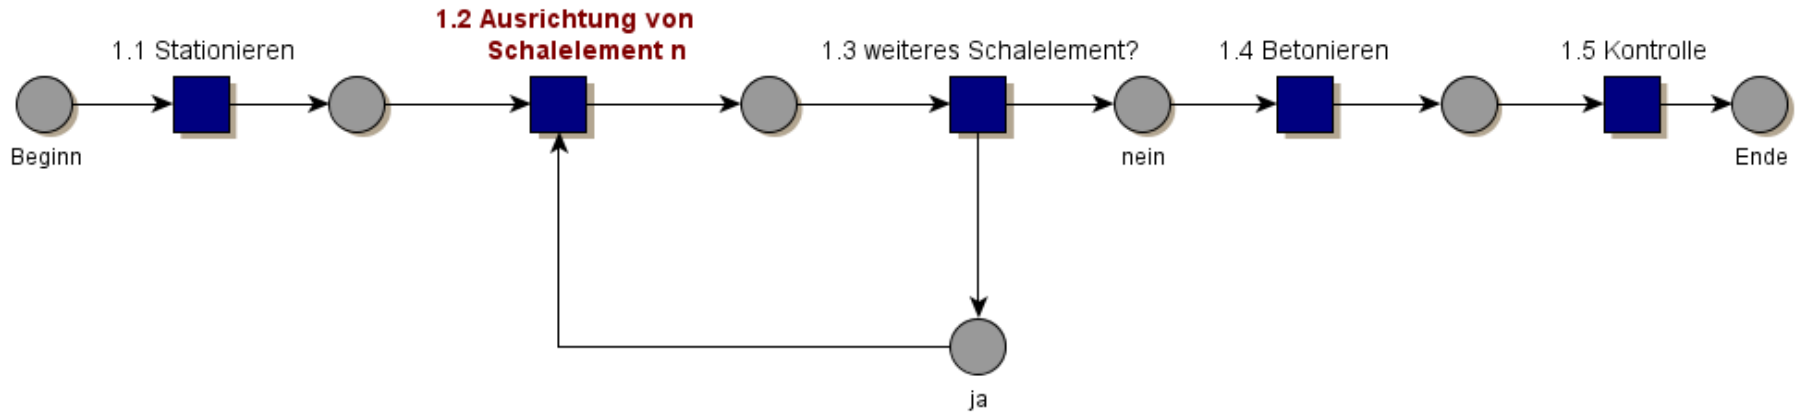 1.1 Stationieren
1.2 Ausrichtung von
Schalelement n
1.3 weiteres Schalelement?
1.4 Betonieren
1.5 Kontrolle
Beginn
nein
Ende
ja